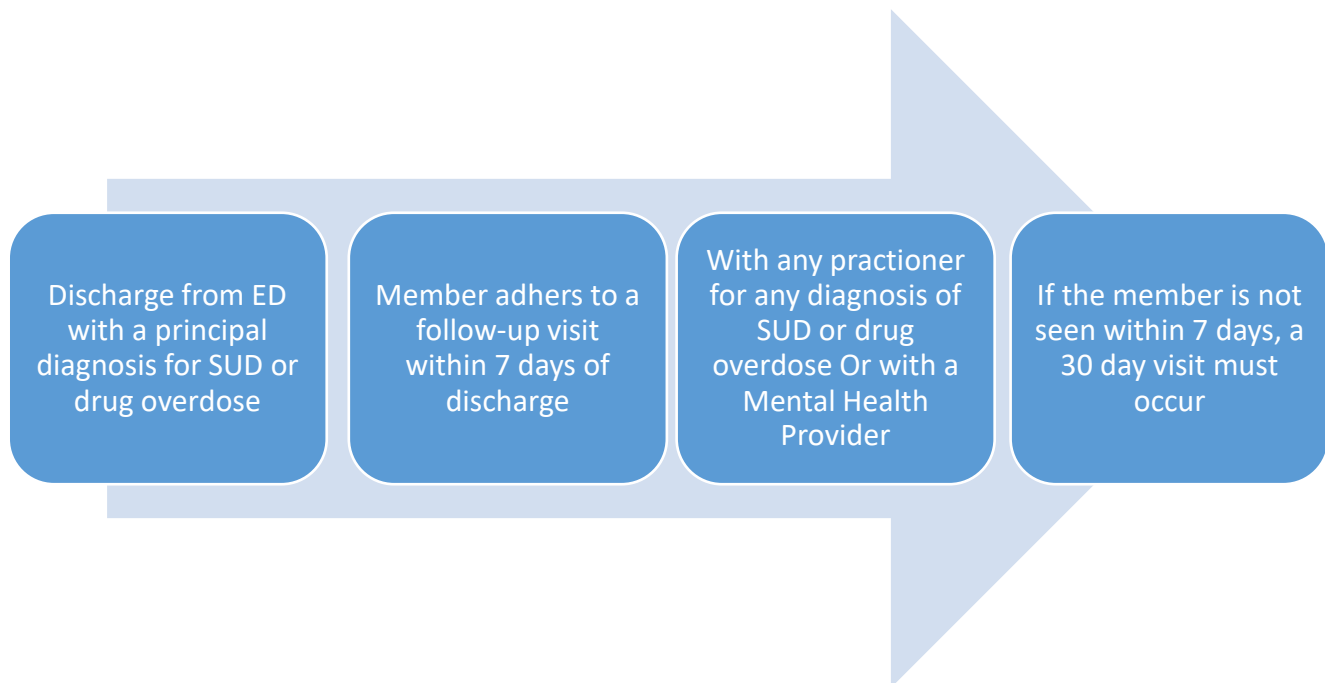 Discharge from ED
with a principal
diagnosis for SUD or
drug overdose
Member adhers to a
follow-up visit
within 7 days of
discharge
With any practioner
for any diagnosis of
SUD or drug
overdose Or with a
Mental Health
Provider
If the member is not
seen within 7 days, a
30 day visit must
occur